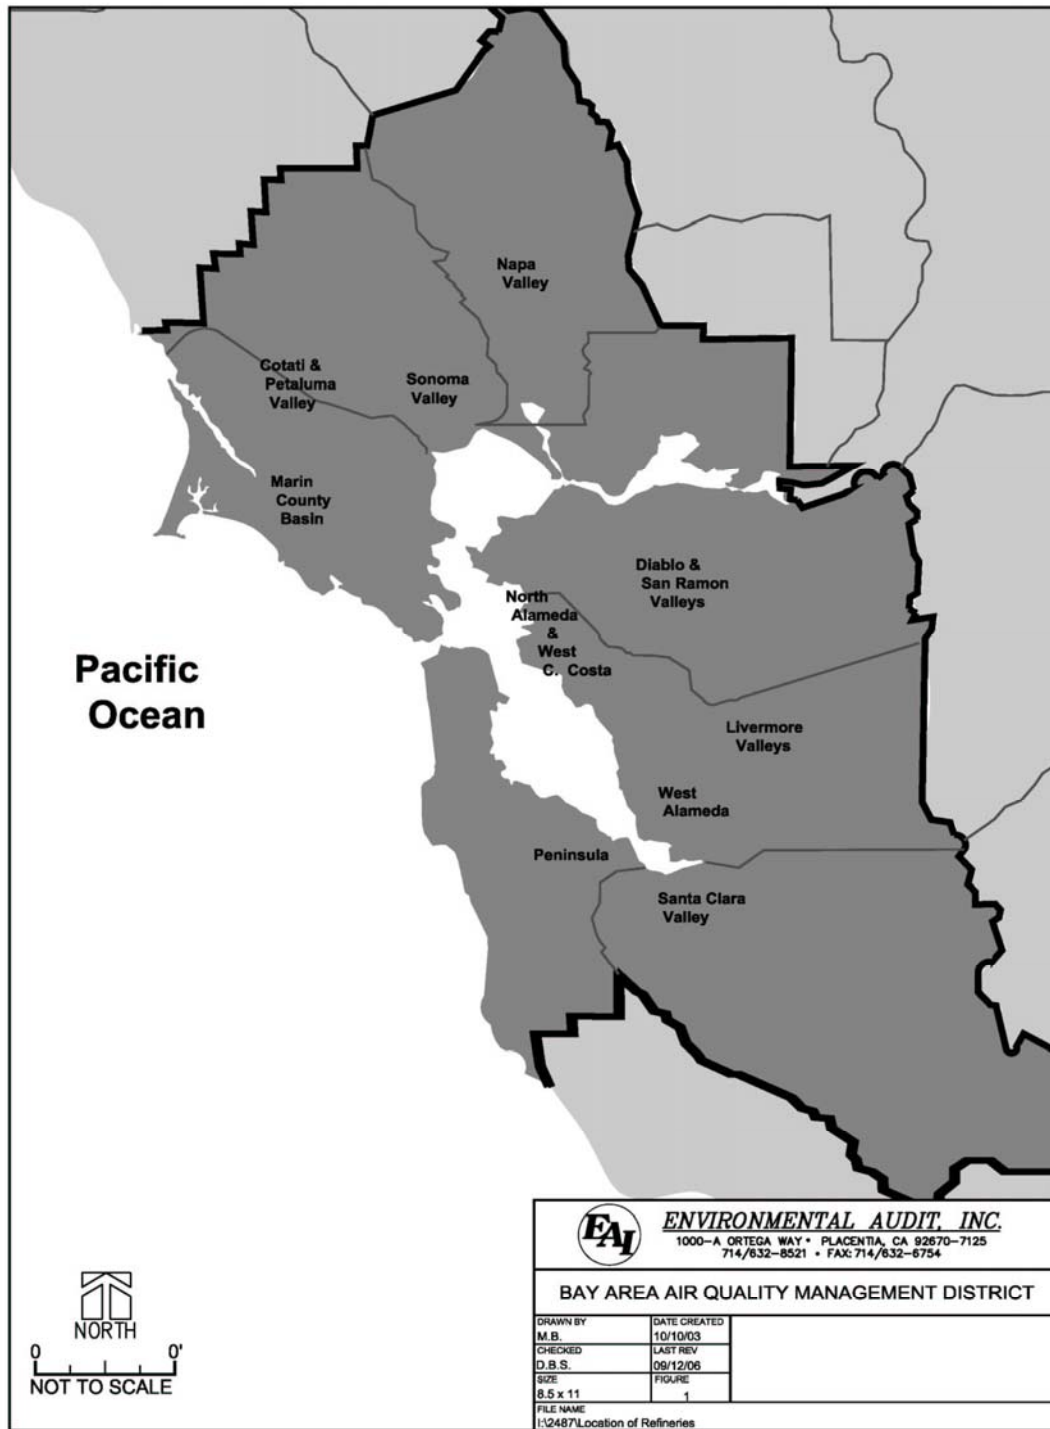 Napa
Valley
Cotati &
Petaluma
Valley
Sonoma
Valley
Marin
County
Basin
Diablo &
San Ramon
Valleys
North
Alameda
&
West
C. Costa
Pacific
Ocean
Livermore
Valleys
West
Alameda
Peninsula
Santa Clara
Valley
EAI
ENVIRONMENTAL AUDIT, INC.
1000-A ORTEGA WAY • PLACENTIA, CA 92670-7125
714/632-8521 • FAX: 714/632-6754
BAY AREA AIR QUALITY MANAGEMENT DISTRICT
DRAWN BY
M.B.
DATE CREATED
10/10/03
CHECKED
D.B.S.
LAST REV
09/12/06
SIZE
8.5 x 11
FIGURE
1
FILE NAME
I:\2487\Location of Refineries
NORTH
0 0'
NOT TO SCALE